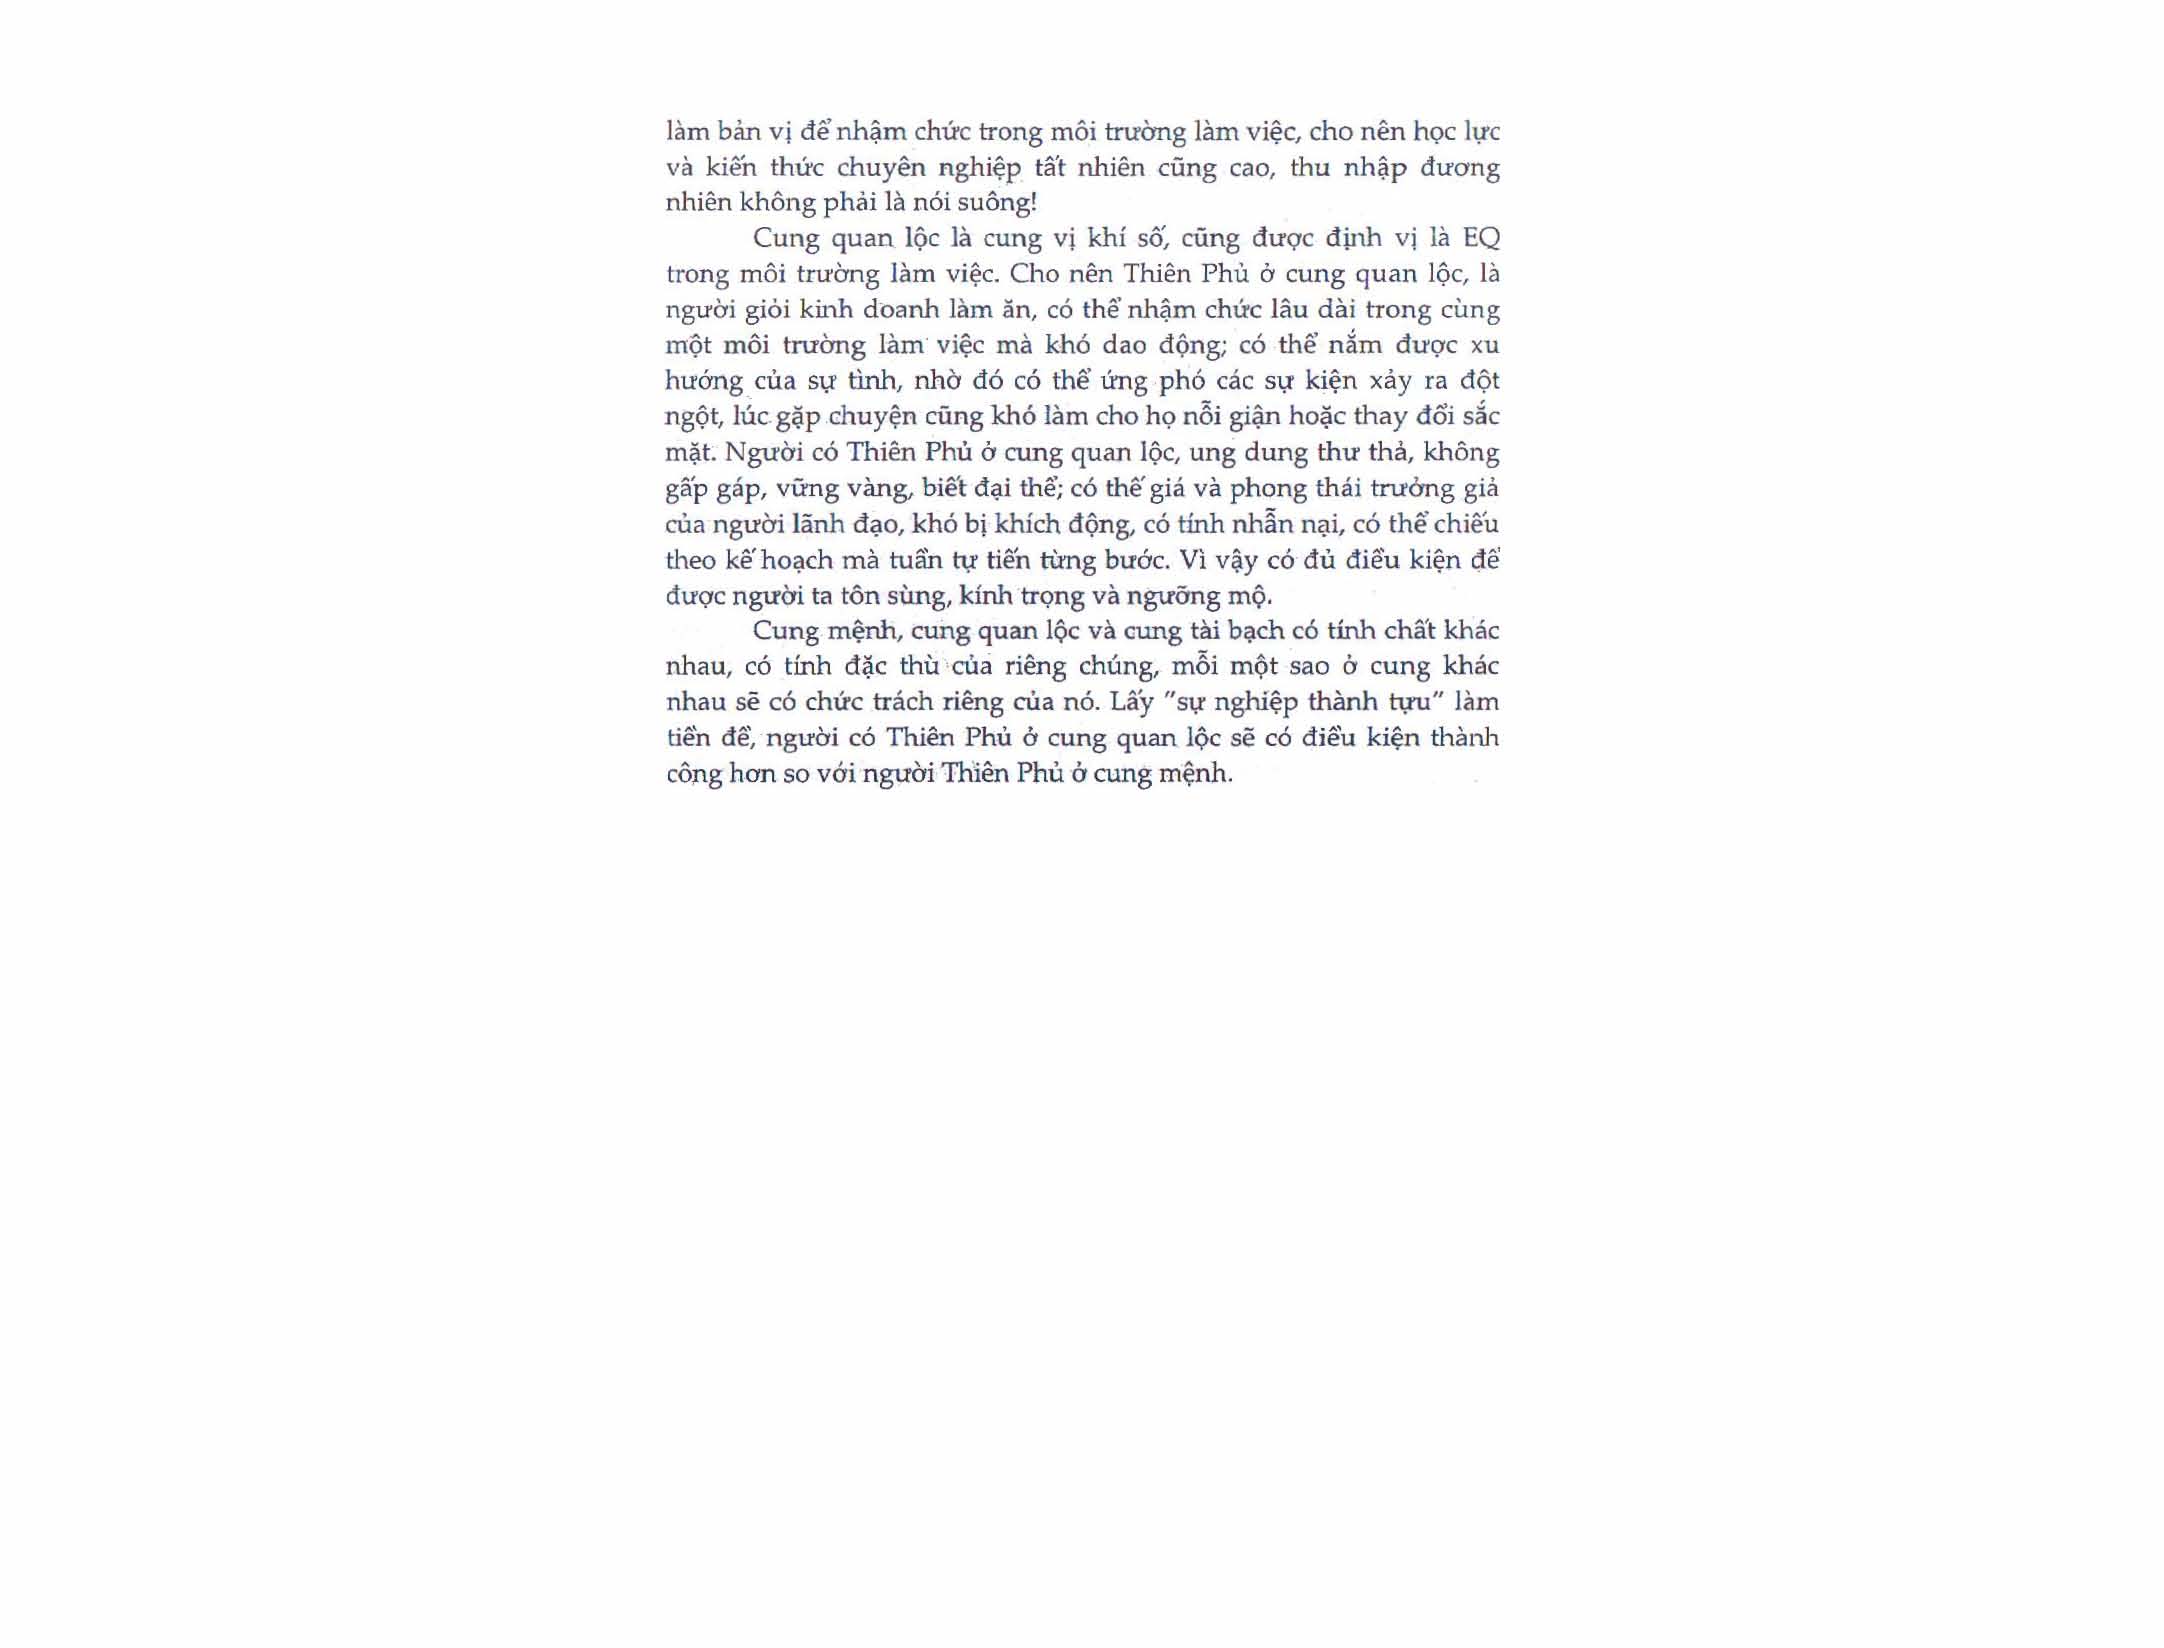 làm bản vị để nhậm chức trong môi trường làm việc, cho nên học lực
và kiến thức chuyên nghiệp tất nhiên cũng cao, thu nhập đương
nhiên không phải là nói suông!
Cung quan lộc là cung vị khí số, cũng được định vị là EQ
trong môi trường làm việc. Cho nên Thiên Phủ ở cung quan lộc, là
người giỏi kinh doanh làm ăn, có thể nhậm chức lâu dài trong cùng
một môi trường làm việc mà khó dao động; có thể nắm được xu
hướng của sự tình, nhờ đó có thể ứng phó các sự kiện xảy ra đột
ngột, lúc gặp chuyện cũng khó làm cho họ nỗi giận hoặc thay đổi sắc
mặt. Người có Thiên Phủ ở cung quan lộc, ung dung thư thả, không
gấp gáp, vững vàng, biết đại thể; có thế giá và phong thái trưởng giả
của người lãnh đạo, khó bị khích động, có tính nhẫn nại, có thể chiếu
theo kế hoạch mà tuần tự tiến từng bước. Vì vậy có đủ điều kiện để
được người ta tôn sùng, kính trọng và ngưỡng mộ.
Cung mệnh, cung quan lộc và cung tài bạch có tính chất khác
nhau, có tính đặc thù của riêng chúng, mỗi một sao ở cung khác
nhau sẽ có chức trách riêng của nó. Lấy "sự nghiệp thành tựu" làm
tiền đề, người có Thiên Phủ ở cung quan lộc sẽ có điều kiện thành
công hơn so với người Thiên Phủ ở cung mệnh.